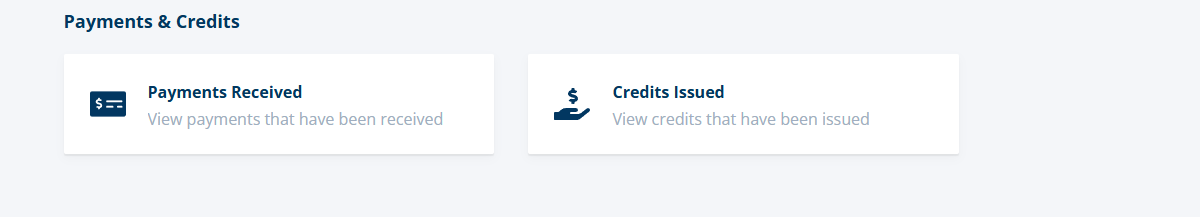 Payments & Credits
Payments Received
View payments that have been received
Credits Issued
View credits that have been issued